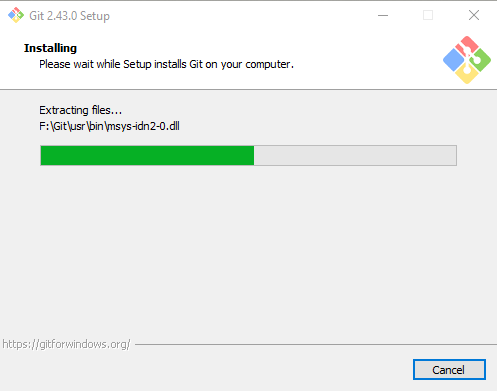 Git 2.43.0 Setup
Installing
Please wait while Setup installs Git on your computer.
Extracting files...
F:\Git\usr\bin\msys-idn2-0.dll
https://gitforwindows.org/
Cancel